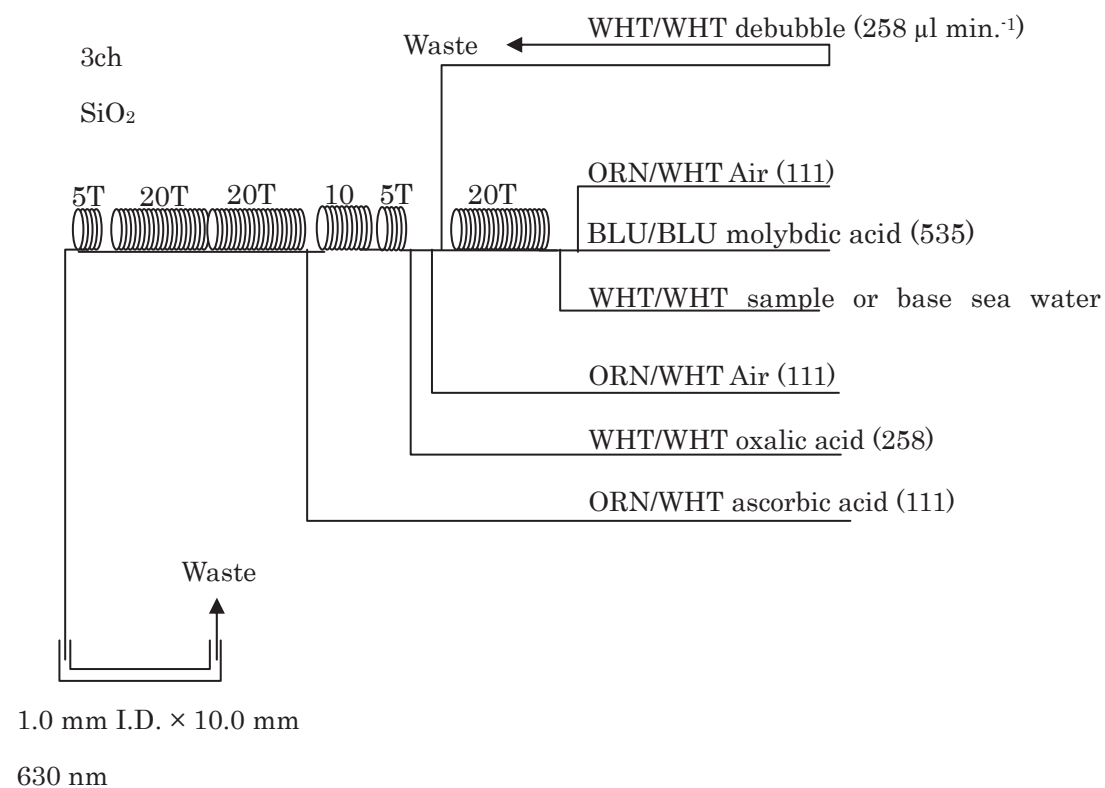 WHT/WHT debubble (258 µl min.⁻¹)
Waste
3ch
SiO₂
ORN/WHT Air (111)
5T 20T 20T 10 5T 20T
BLU/BLU molybdic acid (535)
WHT/WHT sample or base sea water
ORN/WHT Air (111)
WHT/WHT oxalic acid (258)
ORN/WHT ascorbic acid (111)
Waste
1.0 mm I.D. × 10.0 mm
630 nm